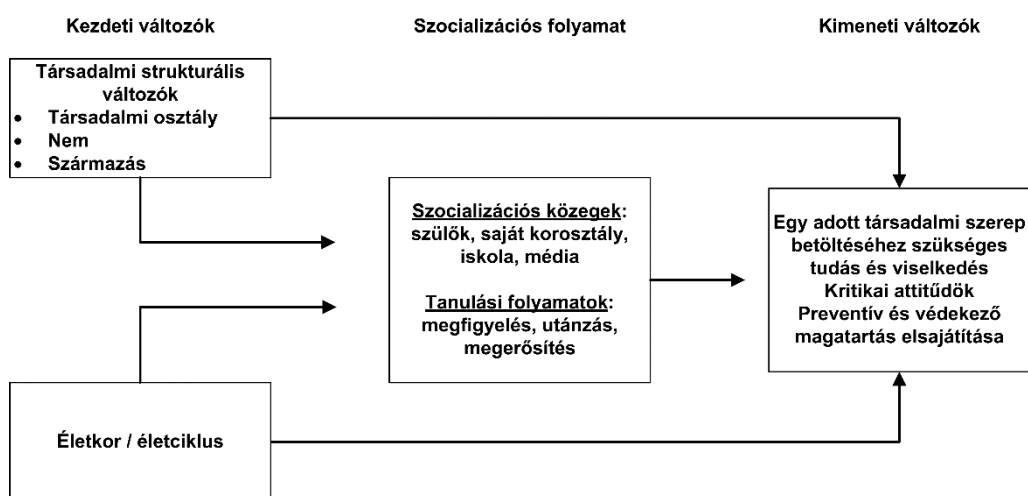 Kezdeti változók
Szocializációs folyamat
Kimeneti változók
Társadalmi strukturális
változók
• Társadalmi osztály
• Nem
• Származás
Szocializációs közegek:
szülők, saját korosztály,
iskola, média
Tanulási folyamatok:
megfigyelés, utánzás,
megerősítés
Egy adott társadalmi szerep
betöltéséhez szükséges
tudás és viselkedés
Kritikai attitűdök
Preventív és védekező
magatartás elsajátítása
Életkor / életciklus